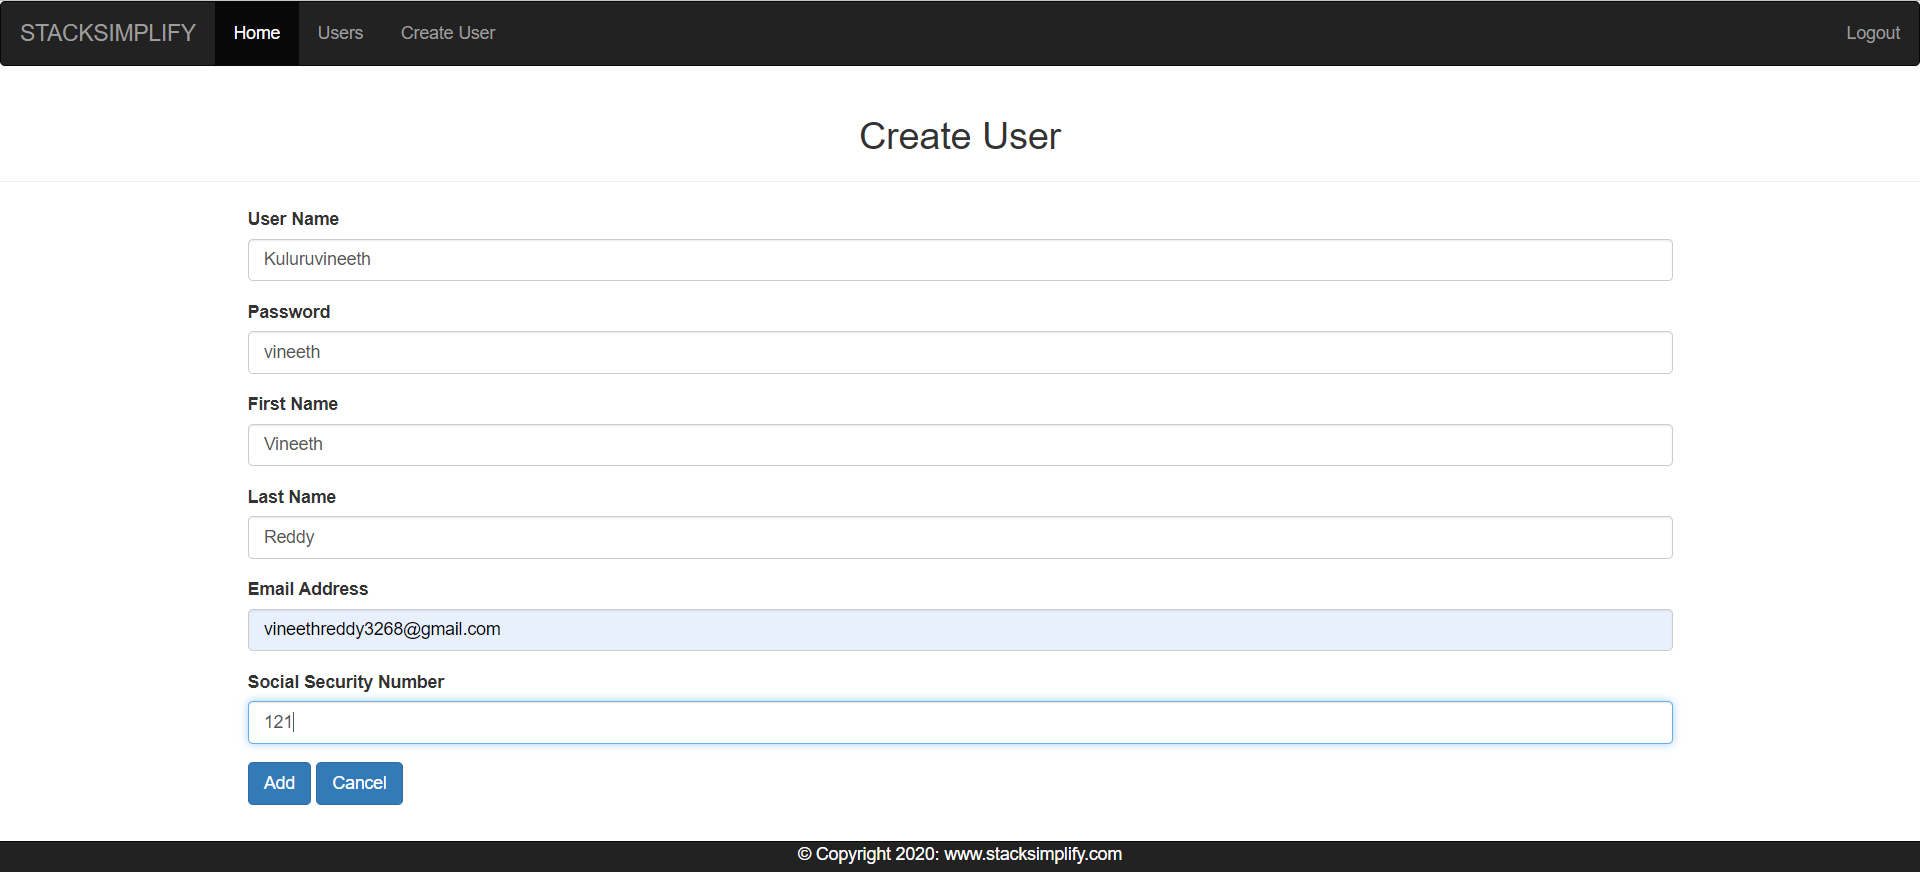 STACKSIMPLIFY Home Users Create User Logout
Create User
User Name
Kuluruvineeth
Password
vineeth
First Name
Vineeth
Last Name
Reddy
Email Address
vineethreddy3268@gmail.com
Social Security Number
121
Add Cancel
© Copyright 2020: www.stacksimplify.com